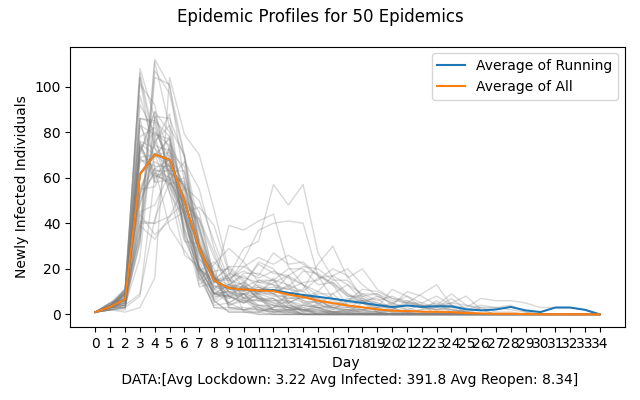 Epidemic Profiles for 50 Epidemics
Average of Running
Average of All
Newly Infected Individuals
100
80
60
40
20
0
0 1 2 3 4 5 6 7 8 9 10 11 12 13 14 15 16 17 18 19 20 21 22 23 24 25 26 27 28 29 30 31 32 33 34
Day
DATA:[Avg Lockdown: 3.22 Avg Infected: 391.8 Avg Reopen: 8.34]